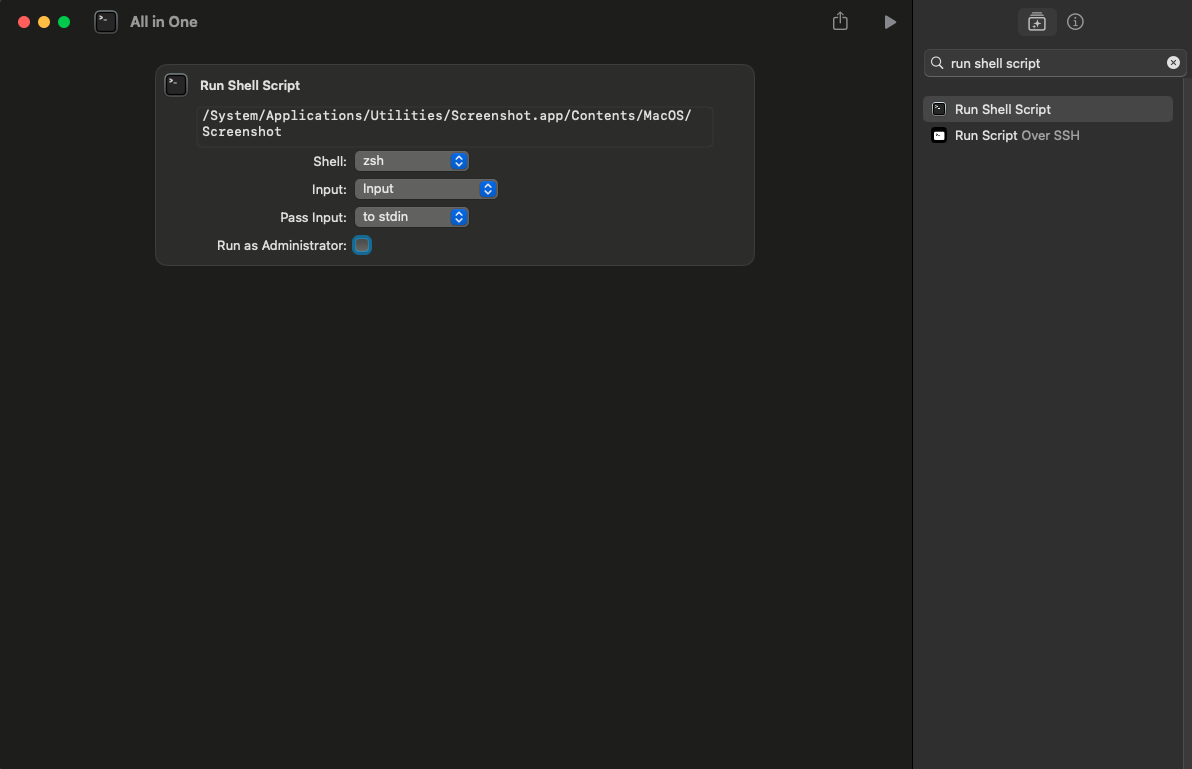 All in One
run shell script
Run Shell Script
/System/Applications/Utilities/Screenshot.app/Contents/MacOS/
Screenshot
Shell: zsh
Input: Input
Pass Input: to stdin
Run as Administrator:
Run Shell Script
Run Script Over SSH